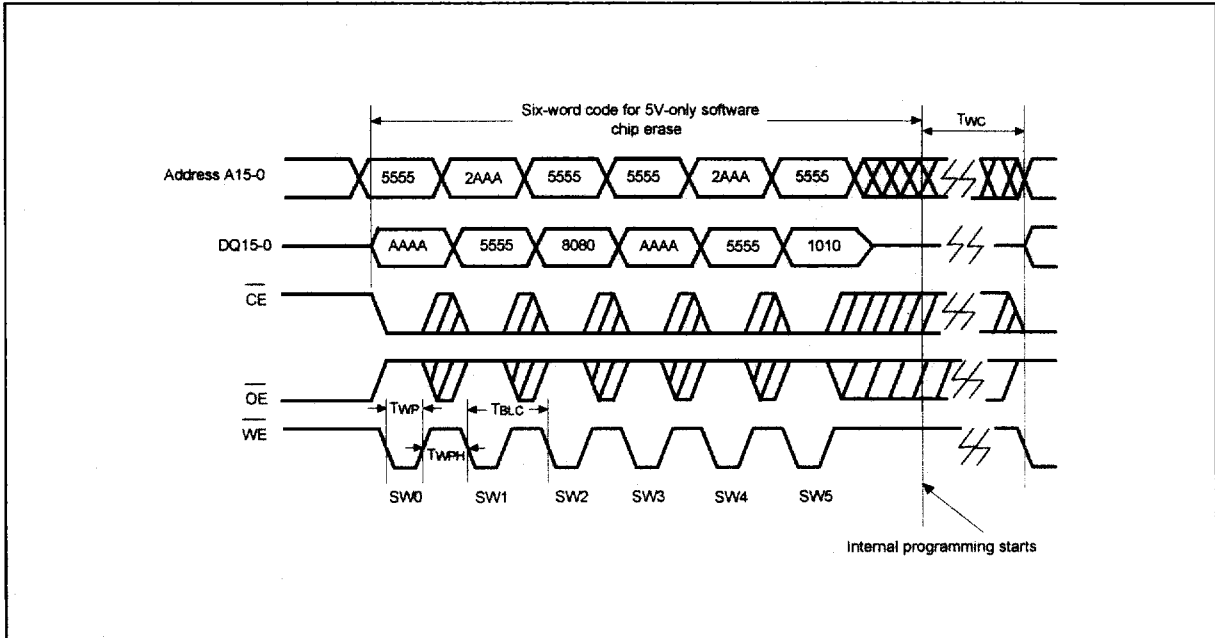 Six-word code for 5V-only software
chip erase
TWC
Address A15-0
5555
2AAA
5555
5555
2AAA
5555
DQ15-0
AAAA
5555
8080
AAAA
5555
1010
CE
OE
TWP
TBLC
WE
TWPH
SW0
SW1
SW2
SW3
SW4
SW5
Internal programming starts